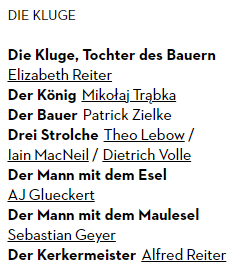 DIE KLUGE
Die Kluge, Tochter des Bauern
Elizabeth Reiter
Der König Mikołaj Trąbka
Der Bauer Patrick Zielke
Drei Strolche Theo Lebow /
Iain MacNeil / Dietrich Volle
Der Mann mit dem Esel
AJ Glueckert
Der Mann mit dem Maulesel
Sebastian Geyer
Der Kerkermeister Alfred Reiter